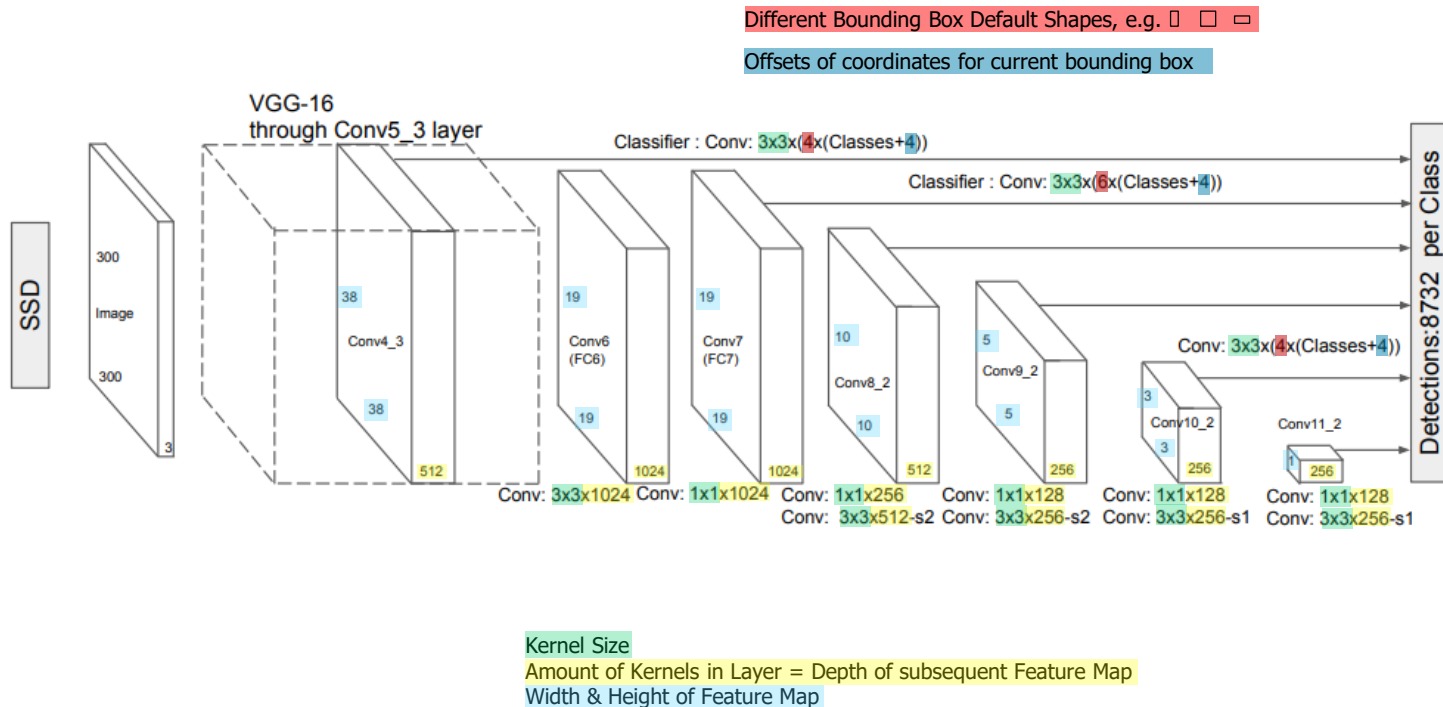 Different Bounding Box Default Shapes, e.g. ▯ □ ▭
Offsets of coordinates for current bounding box
VGG-16
through Conv5_3 layer
Classifier : Conv: 3x3x(4x(Classes+4))
Classifier : Conv: 3x3x(6x(Classes+4))
Conv: 3x3x(4x(Classes+4))
SSD
300
Image
300
3
38
Conv4_3
38
512
19
Conv6
(FC6)
19
1024
19
Conv7
(FC7)
19
1024
10
Conv8_2
10
512
5
Conv9_2
5
256
3
Conv10_2
3
256
Conv11_2
1
256
Detections:8732 per Class
Conv: 3x3x1024
Conv: 1x1x1024
Conv: 1x1x256
Conv: 3x3x512-s2
Conv: 1x1x128
Conv: 3x3x256-s2
Conv: 1x1x128
Conv: 3x3x256-s1
Conv: 1x1x128
Conv: 3x3x256-s1
Kernel Size
Amount of Kernels in Layer = Depth of subsequent Feature Map
Width & Height of Feature Map